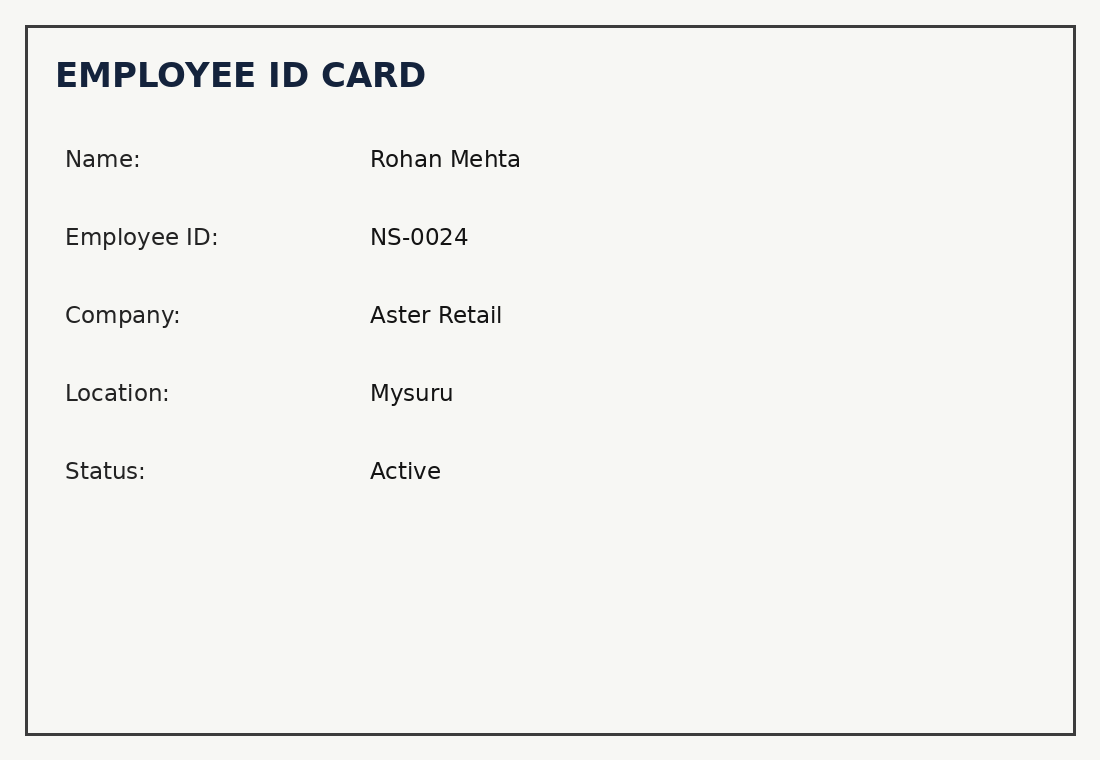 EMPLOYEE ID CARD
Name: Rohan Mehta
Employee ID: NS-0024
Company: Aster Retail
Location: Mysuru
Status: Active